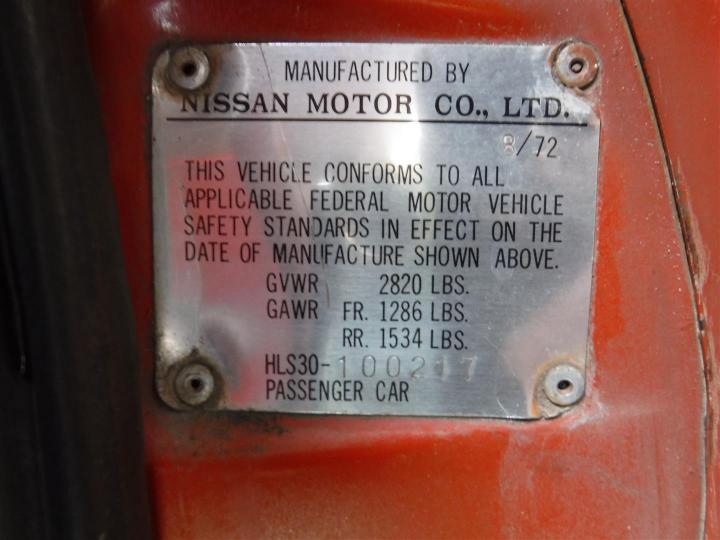 MANUFACTURED BY
NISSAN MOTOR CO., LTD.
8/72
THIS VEHICLE CONFORMS TO ALL
APPLICABLE FEDERAL MOTOR VEHICLE
SAFETY STANDARDS IN EFFECT ON THE
DATE OF MANUFACTURE SHOWN ABOVE.
GVWR 2820 LBS.
GAWR FR. 1286 LBS.
RR. 1534 LBS.
HLS30-100217
PASSENGER CAR